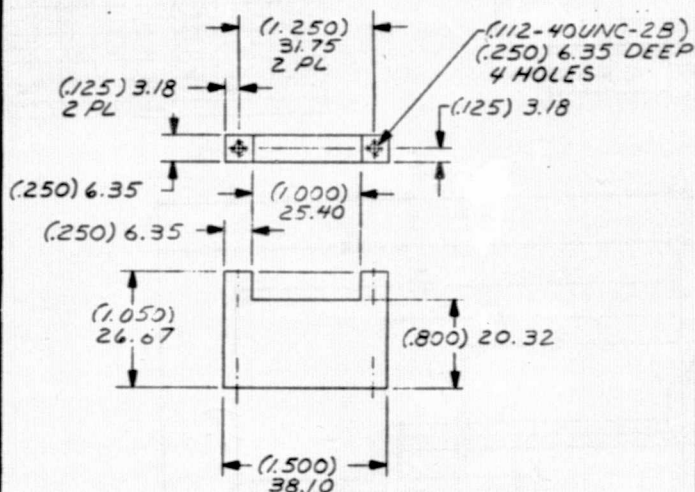 (1.250)
31.75
2 PL
(.112-40UNC-2B)
(.250) 6.35 DEEP
4 HOLES
(.125) 3.18
2 PL
(.125) 3.18
(.250) 6.35
(1.000)
25.40
(.250) 6.35
(1.050)
26.67
(.800) 20.32
(1.500)
38.10